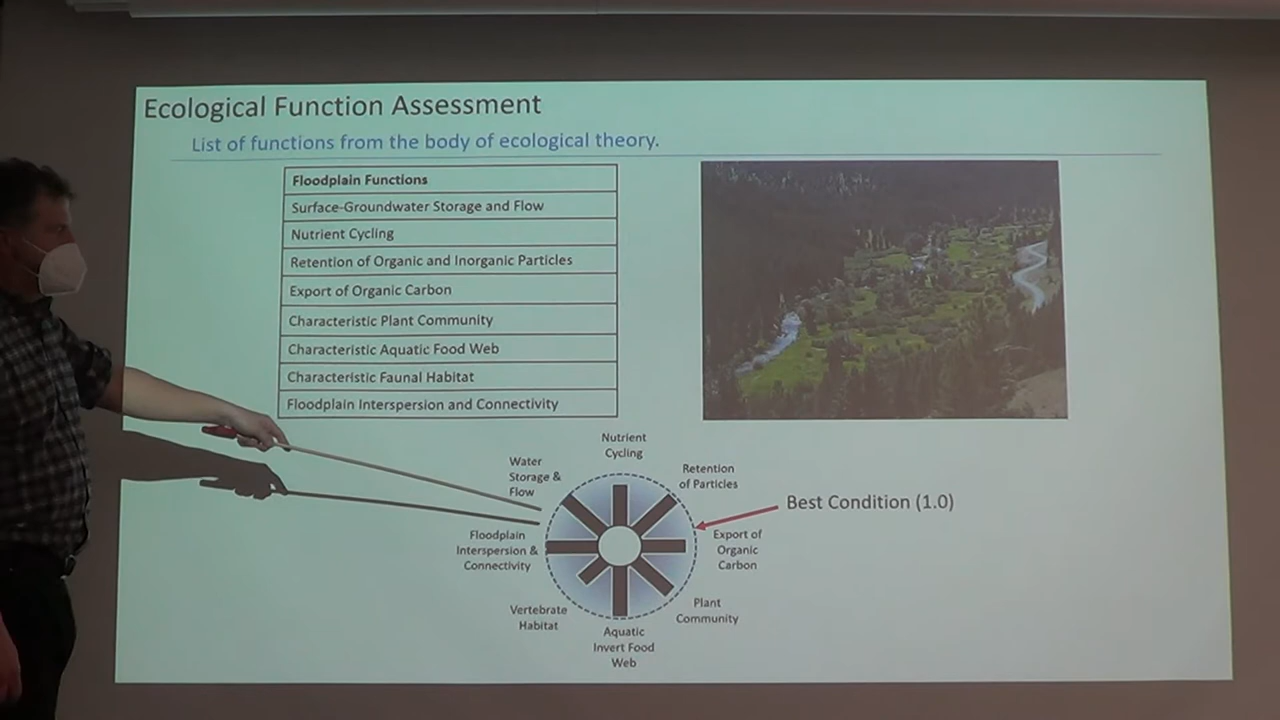 Ecological Function Assessment
List of functions from the body of ecological theory.
Floodplain Functions
Surface-Groundwater Storage and Flow
Nutrient Cycling
Retention of Organic and Inorganic Particles
Export of Organic Carbon
Characteristic Plant Community
Characteristic Aquatic Food Web
Characteristic Faunal Habitat
Floodplain Interspersion and Connectivity
Nutrient
Cycling
Water
Storage &
Flow
Retention
of Particles
Best Condition (1.0)
Floodplain
Interspersion &
Connectivity
Export of
Organic
Carbon
Vertebrate
Habitat
Plant
Community
Aquatic
Invert Food
Web